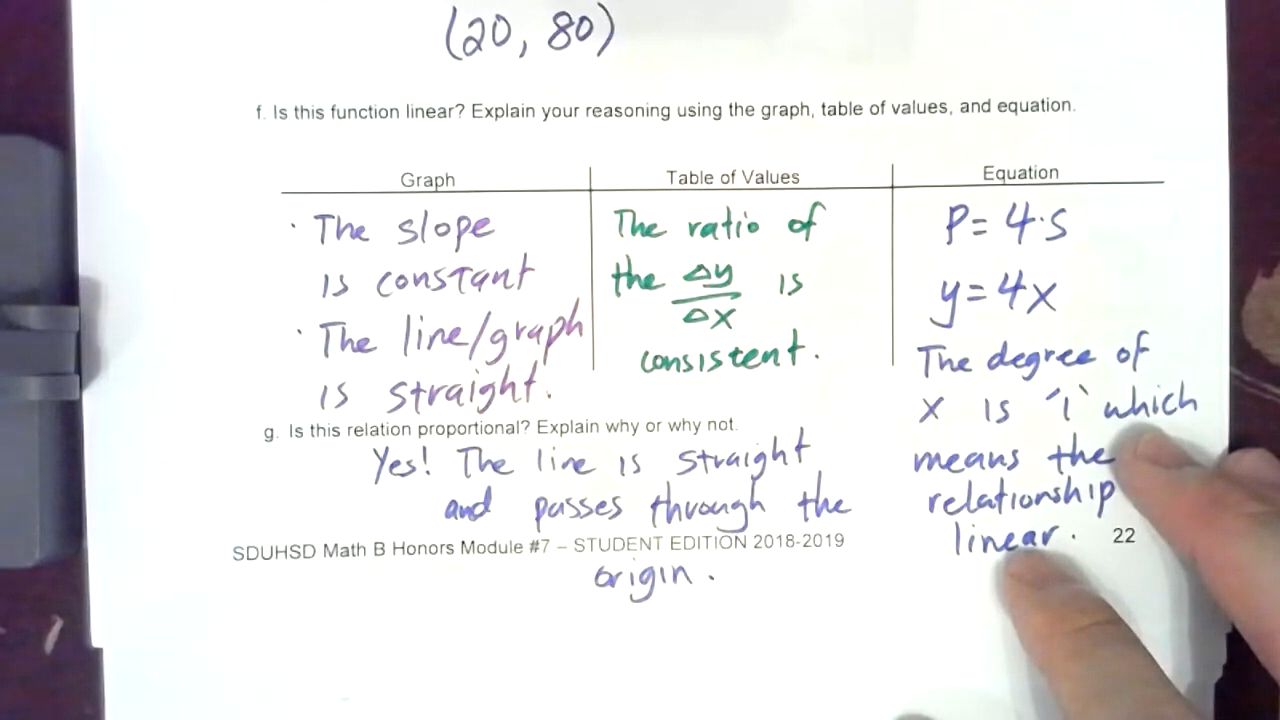 (20, 80)
f. Is this function linear? Explain your reasoning using the graph, table of values, and equation.
Graph
· The slope
is constant
· The line/graph
is straight.
Table of Values
The ratio of
the Δy/Δx is
consistent.
Equation
P=4·s
y=4x
The degree of
x is '1' which
means the
relationship
linear.
g. Is this relation proportional? Explain why or why not.
Yes! The line is straight
and passes through the
origin.
SDUHSD Math B Honors Module #7 – STUDENT EDITION 2018-2019
22